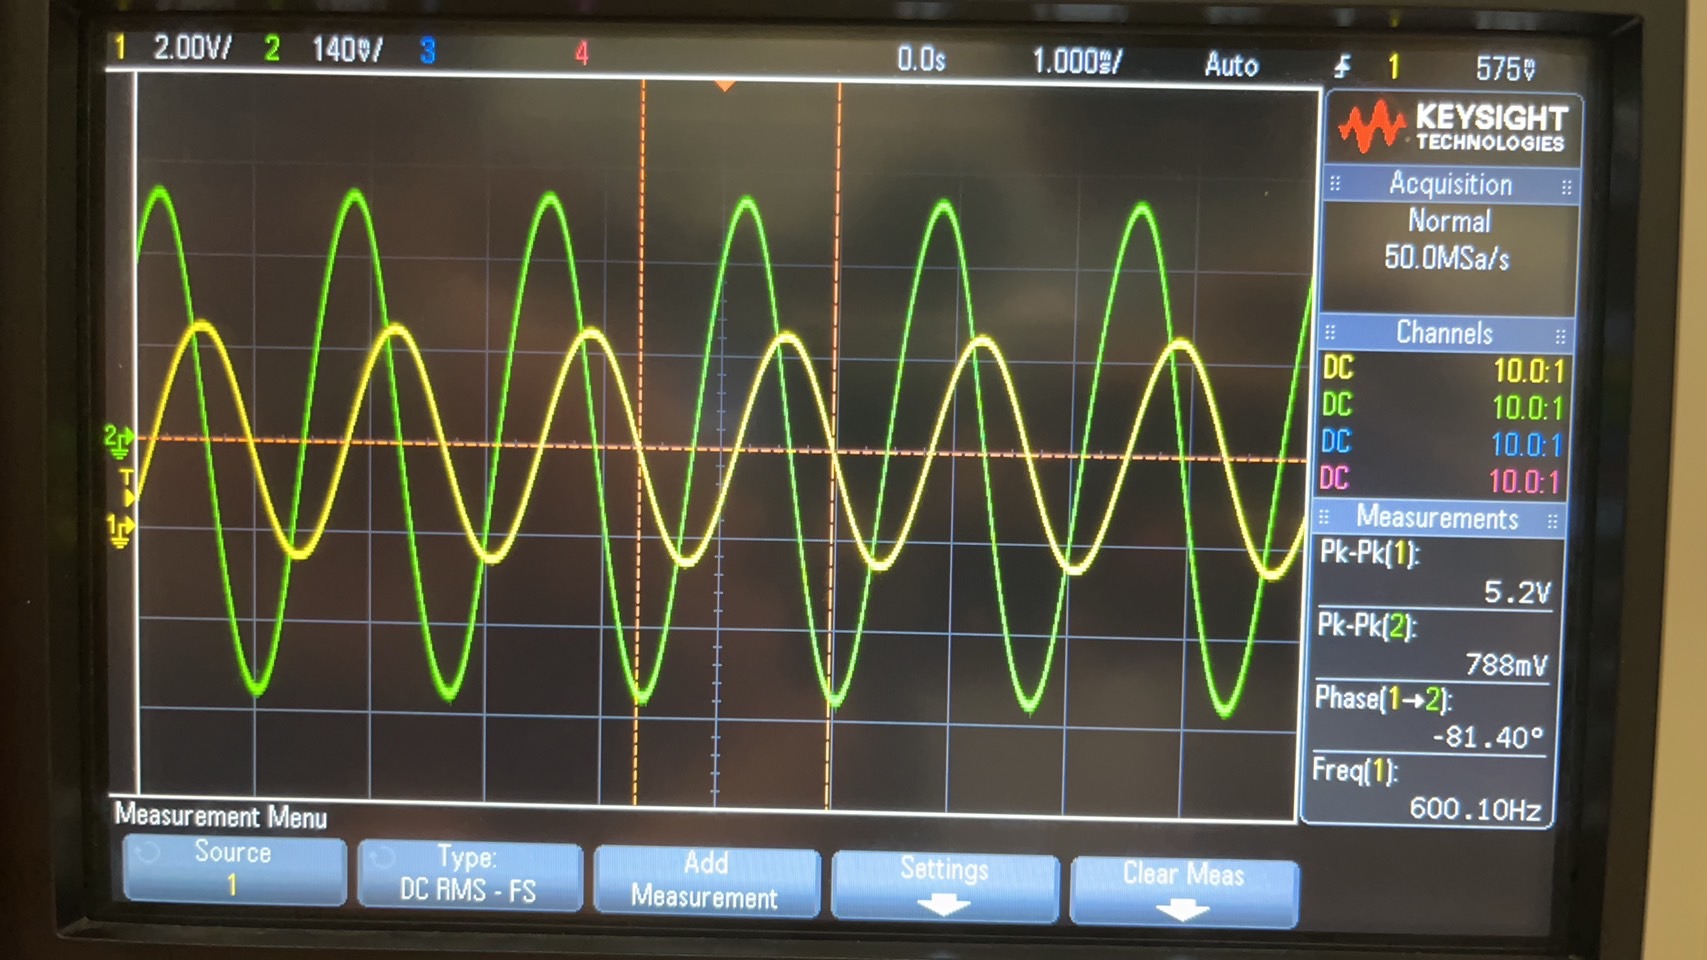 1 2.00V/ 2 140mV/ 3 4 0.0s 1.000ms/ Auto 1 575mV
KEYSIGHT
TECHNOLOGIES
Acquisition
Normal
50.0MSa/s
Channels
DC 10.0:1
DC 10.0:1
DC 10.0:1
DC 10.0:1
Measurements
Pk-Pk(1):
5.2V
Pk-Pk(2):
788mV
Phase(1→2):
-81.40°
Freq(1):
600.10Hz
2
T
1
Measurement Menu
Source
1
Type:
DC RMS - FS
Add
Measurement
Settings
Clear Meas